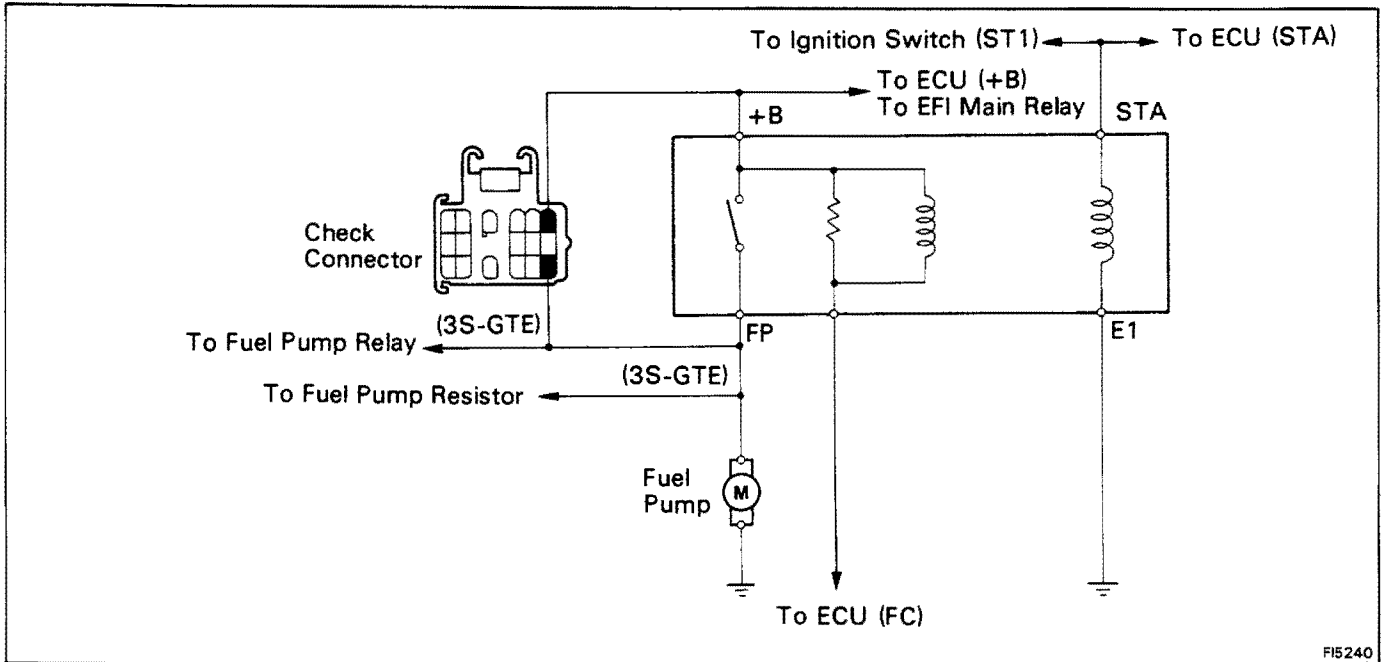 To Ignition Switch (ST1)
To ECU (STA)
To ECU (+B)
To EFI Main Relay
+B
STA
Check
Connector
(3S-GTE)
FP
E1
To Fuel Pump Relay
(3S-GTE)
To Fuel Pump Resistor
Fuel
Pump
M
To ECU (FC)
FI5240